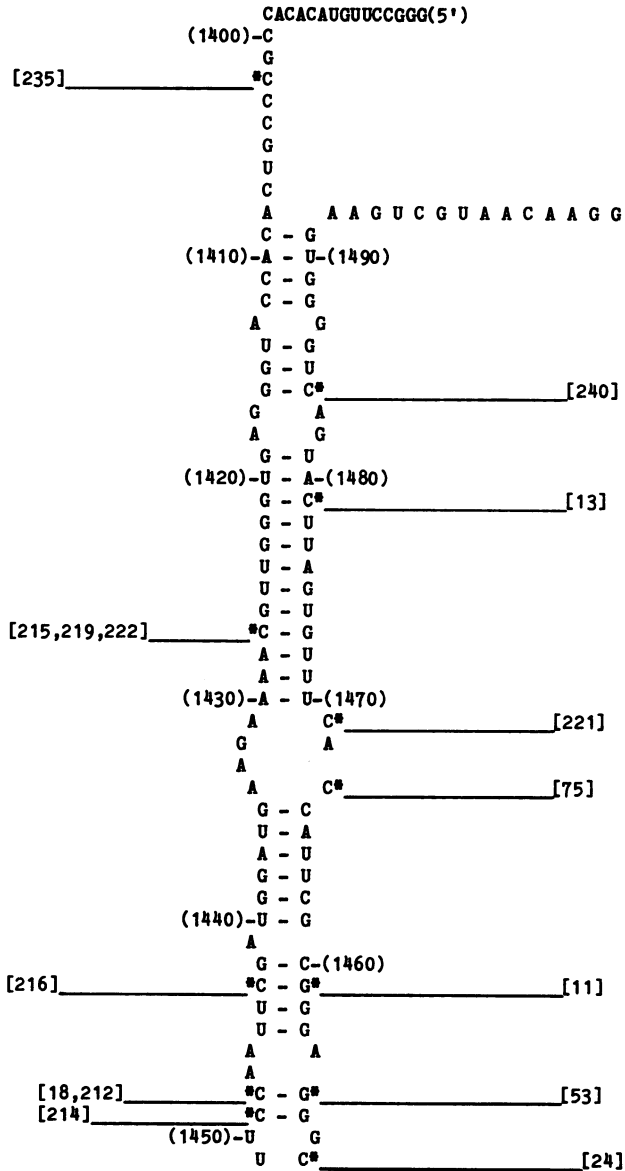 CACACAUGUUCCGGG(5')
(1400)-C
G
[235] *C
C
C
G
U
C
A A A G U C G U A A C A A G G
C - G
(1410)-A - U-(1490)
C - G
C - G
A G
U - G
G - U
G - C* [240]
G A
A G
G - U
(1420)-U - A-(1480)
G - C* [13]
G - U
G - U
U - A
U - G
G - U
[215,219,222] *C - G
A - U
A - U
(1430)-A - U-(1470)
A C* [221]
G A
A
A C* [75]
G - C
U - A
A - U
G - U
G - C
(1440)-U - G
A
G - C-(1460)
[216] *C - G* [11]
U - G
U - G
A A
A
[18,212] *C - G* [53]
[214] *C - G
(1450)-U G
U C* [24]